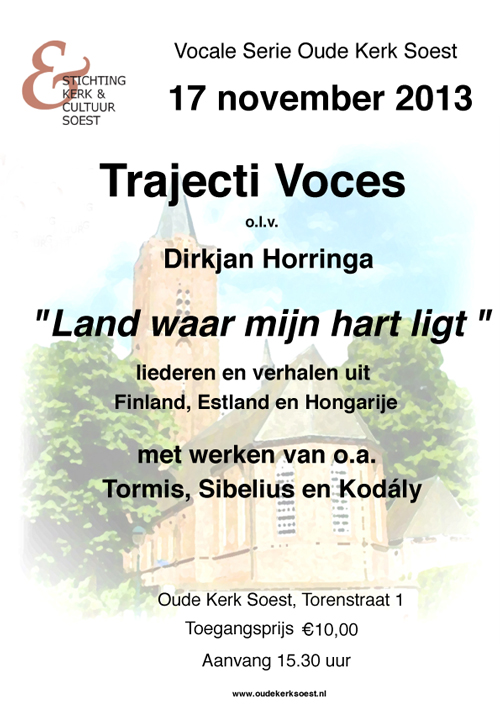 &
STICHTING
KERK &
CULTUUR
SOEST
Vocale Serie Oude Kerk Soest
17 november 2013
Trajecti Voces
o.l.v.
Dirkjan Horringa
"Land waar mijn hart ligt "
liederen en verhalen uit
Finland, Estland en Hongarije
met werken van o.a.
Tormis, Sibelius en Kodály
Oude Kerk Soest, Torenstraat 1
Toegangsprijs €10,00
Aanvang 15.30 uur
www.oudekerksoest.nl